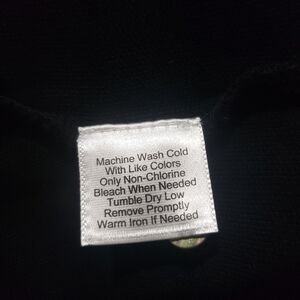 Machine Wash Cold
With Like Colors
Only Non-Chlorine
Bleach When Needed
Tumble Dry Low
Remove Promptly
Warm Iron If Needed